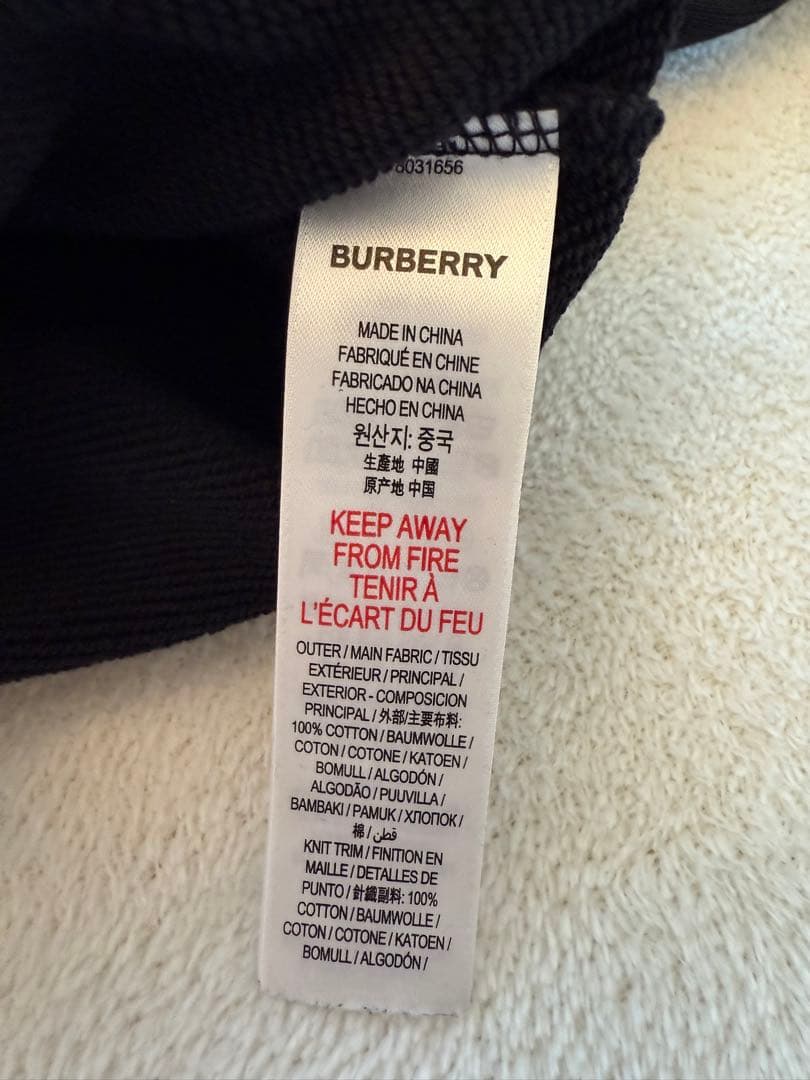 8031656
BURBERRY
MADE IN CHINA
FABRIQUÉ EN CHINE
FABRICADO NA CHINA
HECHO EN CHINA
원산지: 중국
生產地 中國
原产地 中国
KEEP AWAY
FROM FIRE
TENIR À
L'ÉCART DU FEU
OUTER / MAIN FABRIC / TISSU
EXTÉRIEUR / PRINCIPAL /
EXTERIOR - COMPOSICION
PRINCIPAL / 外部/主要布料:
100% COTTON / BAUMWOLLE /
COTON / COTONE / KATOEN /
BOMULL / ALGODÓN /
ALGODÃO / PUUVILLA /
BAMBAKI / PAMUK / ХЛОПОК /
棉 / قطن
KNIT TRIM / FINITION EN
MAILLE / DETALLES DE
PUNTO / 針織副料: 100%
COTTON / BAUMWOLLE /
COTON / COTONE / KATOEN /
BOMULL / ALGODÓN /